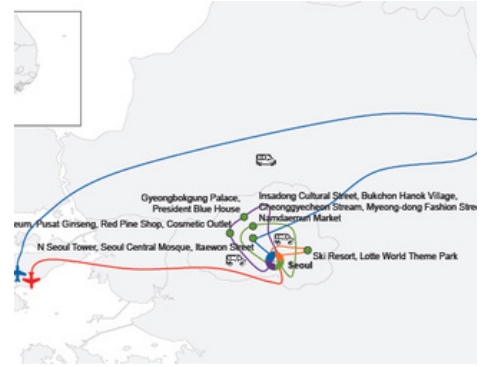 Gyeongbokgung Palace,
President Blue House
Insadong Cultural Street, Bukchon Hanok Village,
Cheonggyecheon Stream, Myeong-dong Fashion Stree
Namdaemun Market
eum, Pusat Ginseng, Red Pine Shop, Cosmetic Outlet
N Seoul Tower, Seoul Central Mosque, Itaewon Street
Ski Resort, Lotte World Theme Park
Seoul